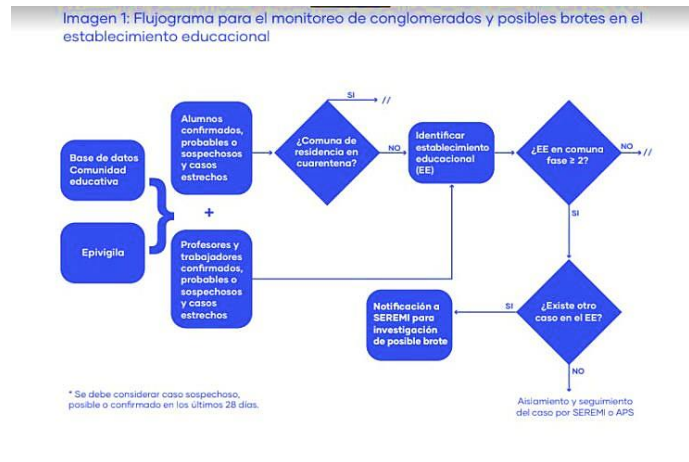 Imagen 1: Flujograma para el monitoreo de conglomerados y posibles brotes en el
establecimiento educacional
Base de datos
Comunidad
educativa
Epivigila
Alumnos
confirmados,
probables o
sospechosos
y casos
estrechos
+
Profesores y
trabajadores
confirmados,
probables o
sospechosos
y casos
estrechos
¿Comuna de
residencia en
cuarentena?
SI
//
NO
Identificar
establecimiento
educacional
(EE)
¿EE en comuna
fase ≥ 2?
NO
//
SI
¿Existe otro
caso en el EE?
SI
Notificación a
SEREMI para
investigación
de posible brote
NO
Aislamiento y seguimiento
del caso por SEREMI o APS
* Se debe considerar caso sospechoso,
posible o confirmado en los últimos 28 días.